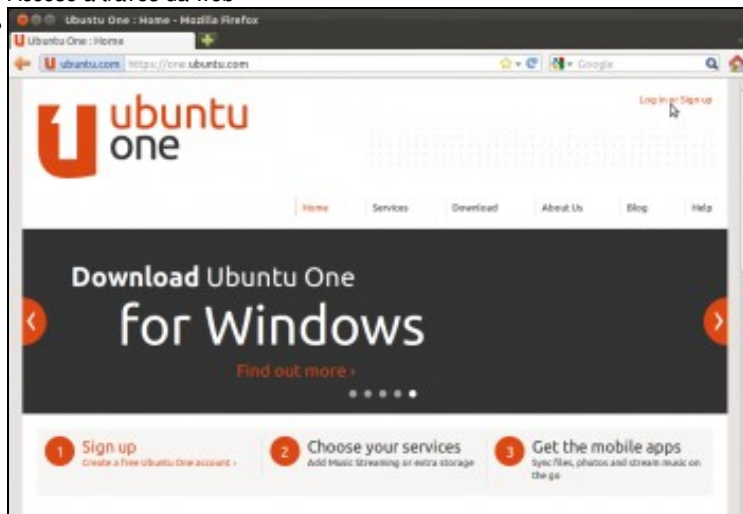 Acceso a través da web
Ubuntu One : Home - Mozilla Firefox
Ubuntu One : Home
ubuntu.com https://one.ubuntu.com
Google
ubuntu
one
Log in or Sign up
Home Services Download About Us Blog Help
Download Ubuntu One
for Windows
Find out more ›
1 Sign up
Create a free Ubuntu One account ›
2 Choose your services
Add Music Streaming or extra storage
3 Get the mobile apps
Sync files, photos and stream music on
the go